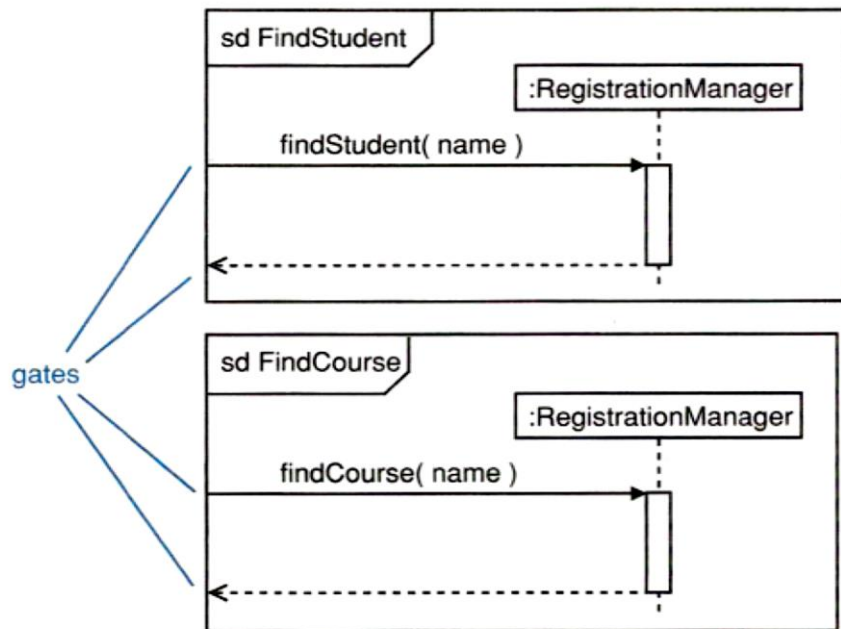 sd FindStudent
:RegistrationManager
findStudent( name )
gates
sd FindCourse
:RegistrationManager
findCourse( name )